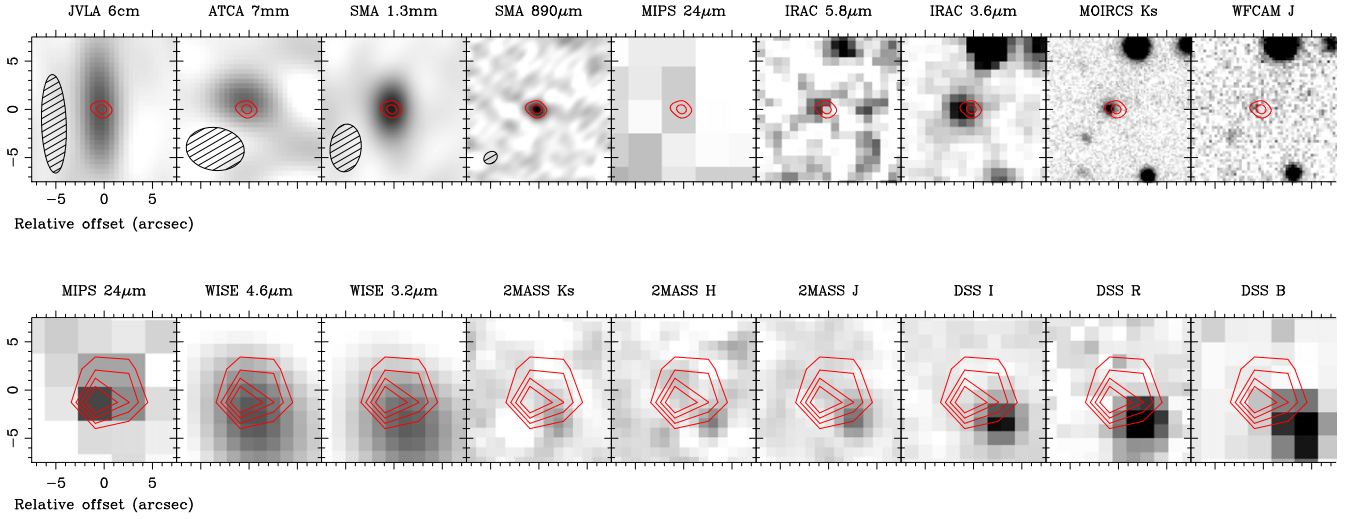 JVLA 6cm ATCA 7mm SMA 1.3mm SMA 890μm MIPS 24μm IRAC 5.8μm IRAC 3.6μm MOIRCS Ks WFCAM J
5
0
−5
−5 0 5
Relative offset (arcsec)
MIPS 24μm WISE 4.6μm WISE 3.2μm 2MASS Ks 2MASS H 2MASS J DSS I DSS R DSS B
5
0
−5
−5 0 5
Relative offset (arcsec)